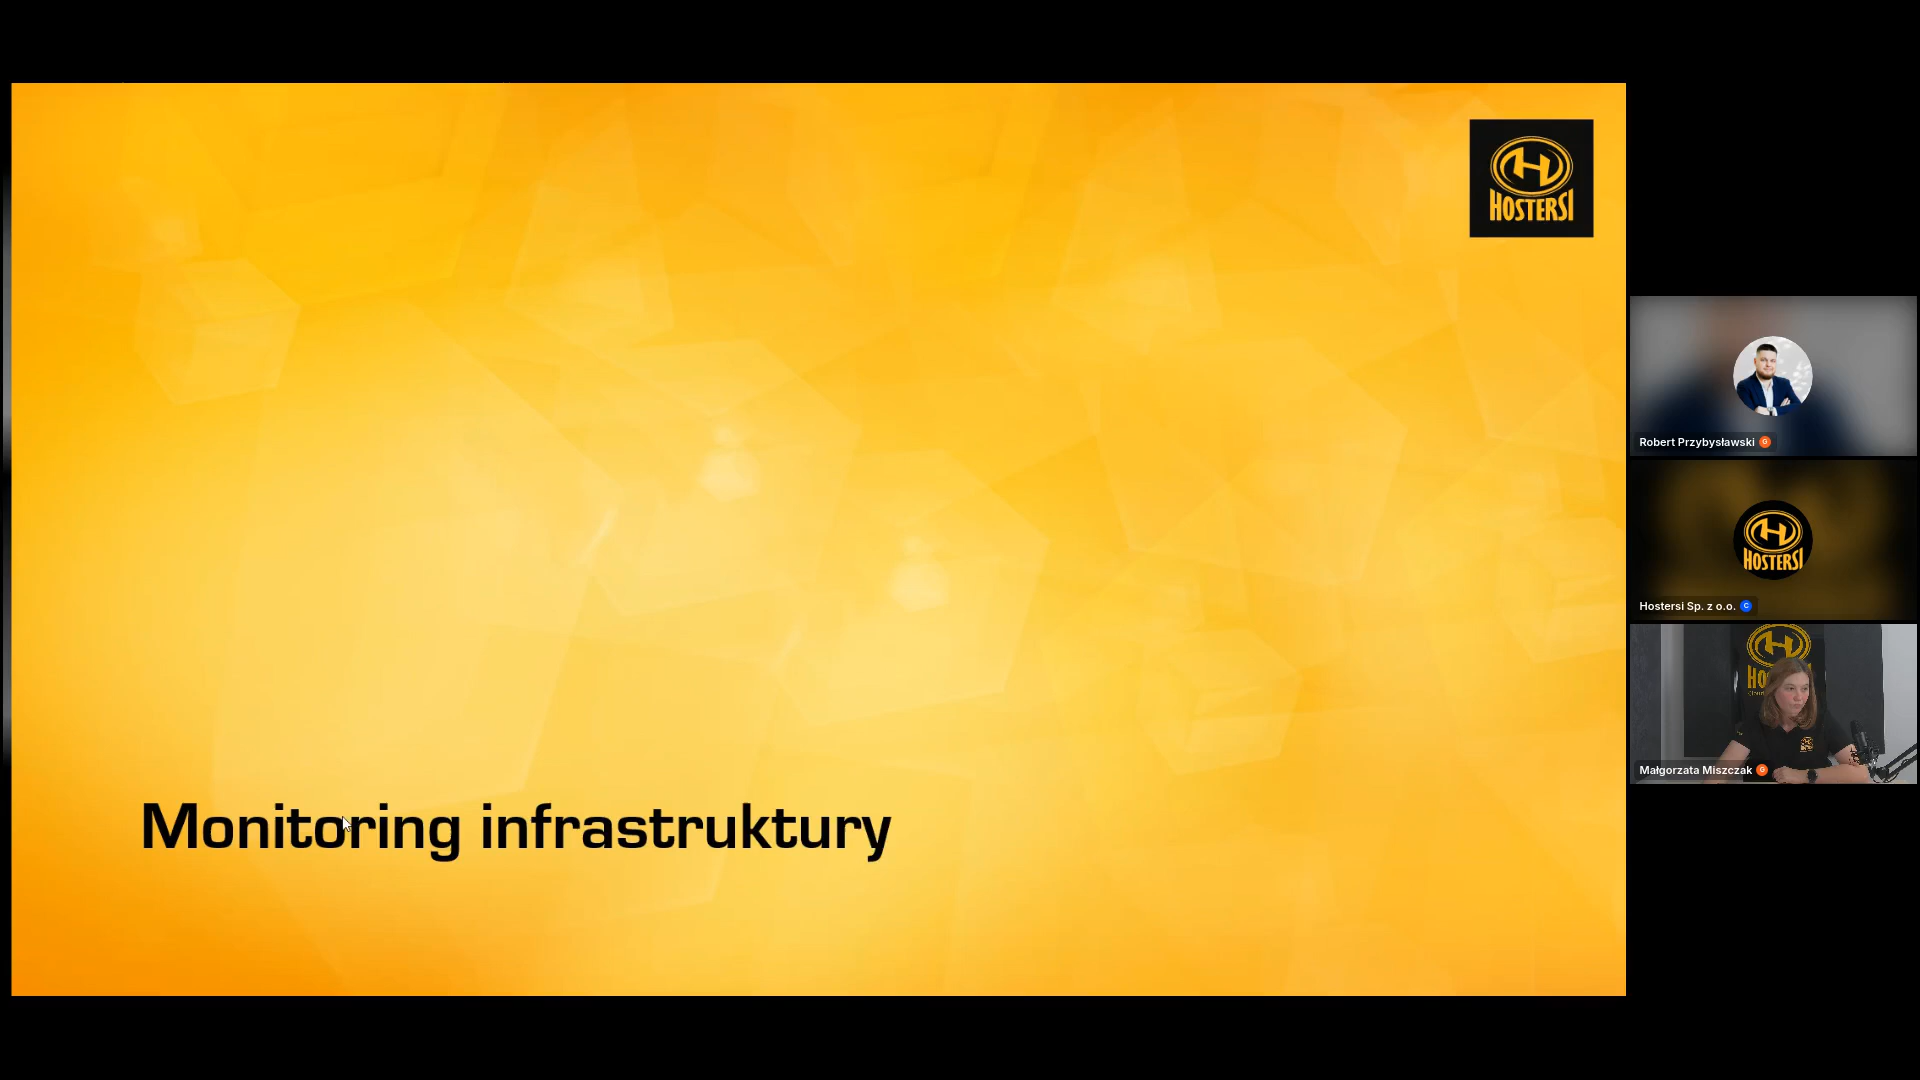 HOSTERSI
Monitoring infrastruktury
Robert Przybysławski
G
HOSTERSI
Hostersi Sp. z o.o.
C
Małgorzata Miszczak
G